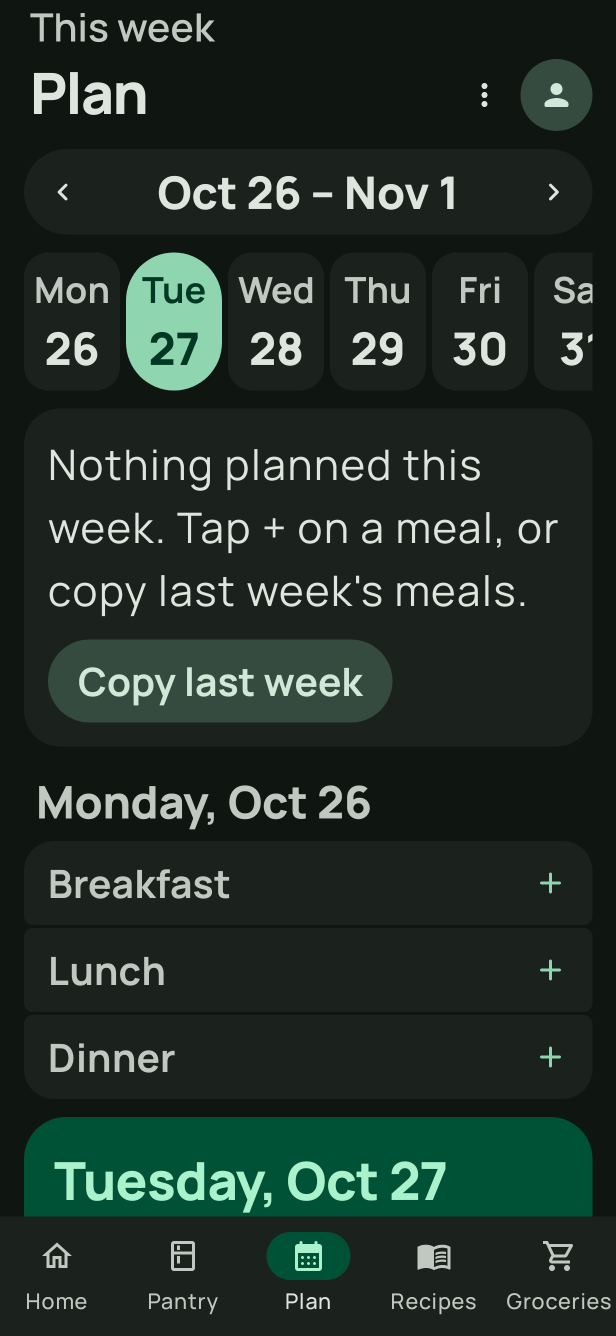 This week
Plan
Oct 26 – Nov 1
Mon Tue Wed Thu Fri Sa
26 27 28 29 30 31
Nothing planned this
week. Tap + on a meal, or
copy last week's meals.
Copy last week
Monday, Oct 26
Breakfast +
Lunch +
Dinner +
Tuesday, Oct 27
Home Pantry Plan Recipes Groceries